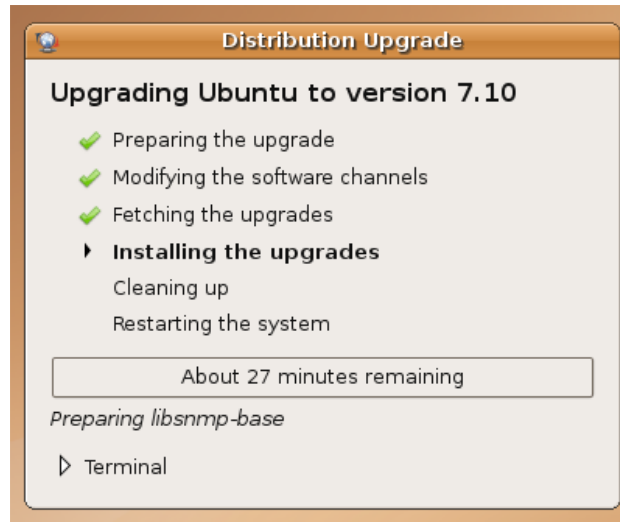 Distribution Upgrade
Upgrading Ubuntu to version 7.10
Preparing the upgrade
Modifying the software channels
Fetching the upgrades
Installing the upgrades
Cleaning up
Restarting the system
About 27 minutes remaining
Preparing libsnmp-base
Terminal